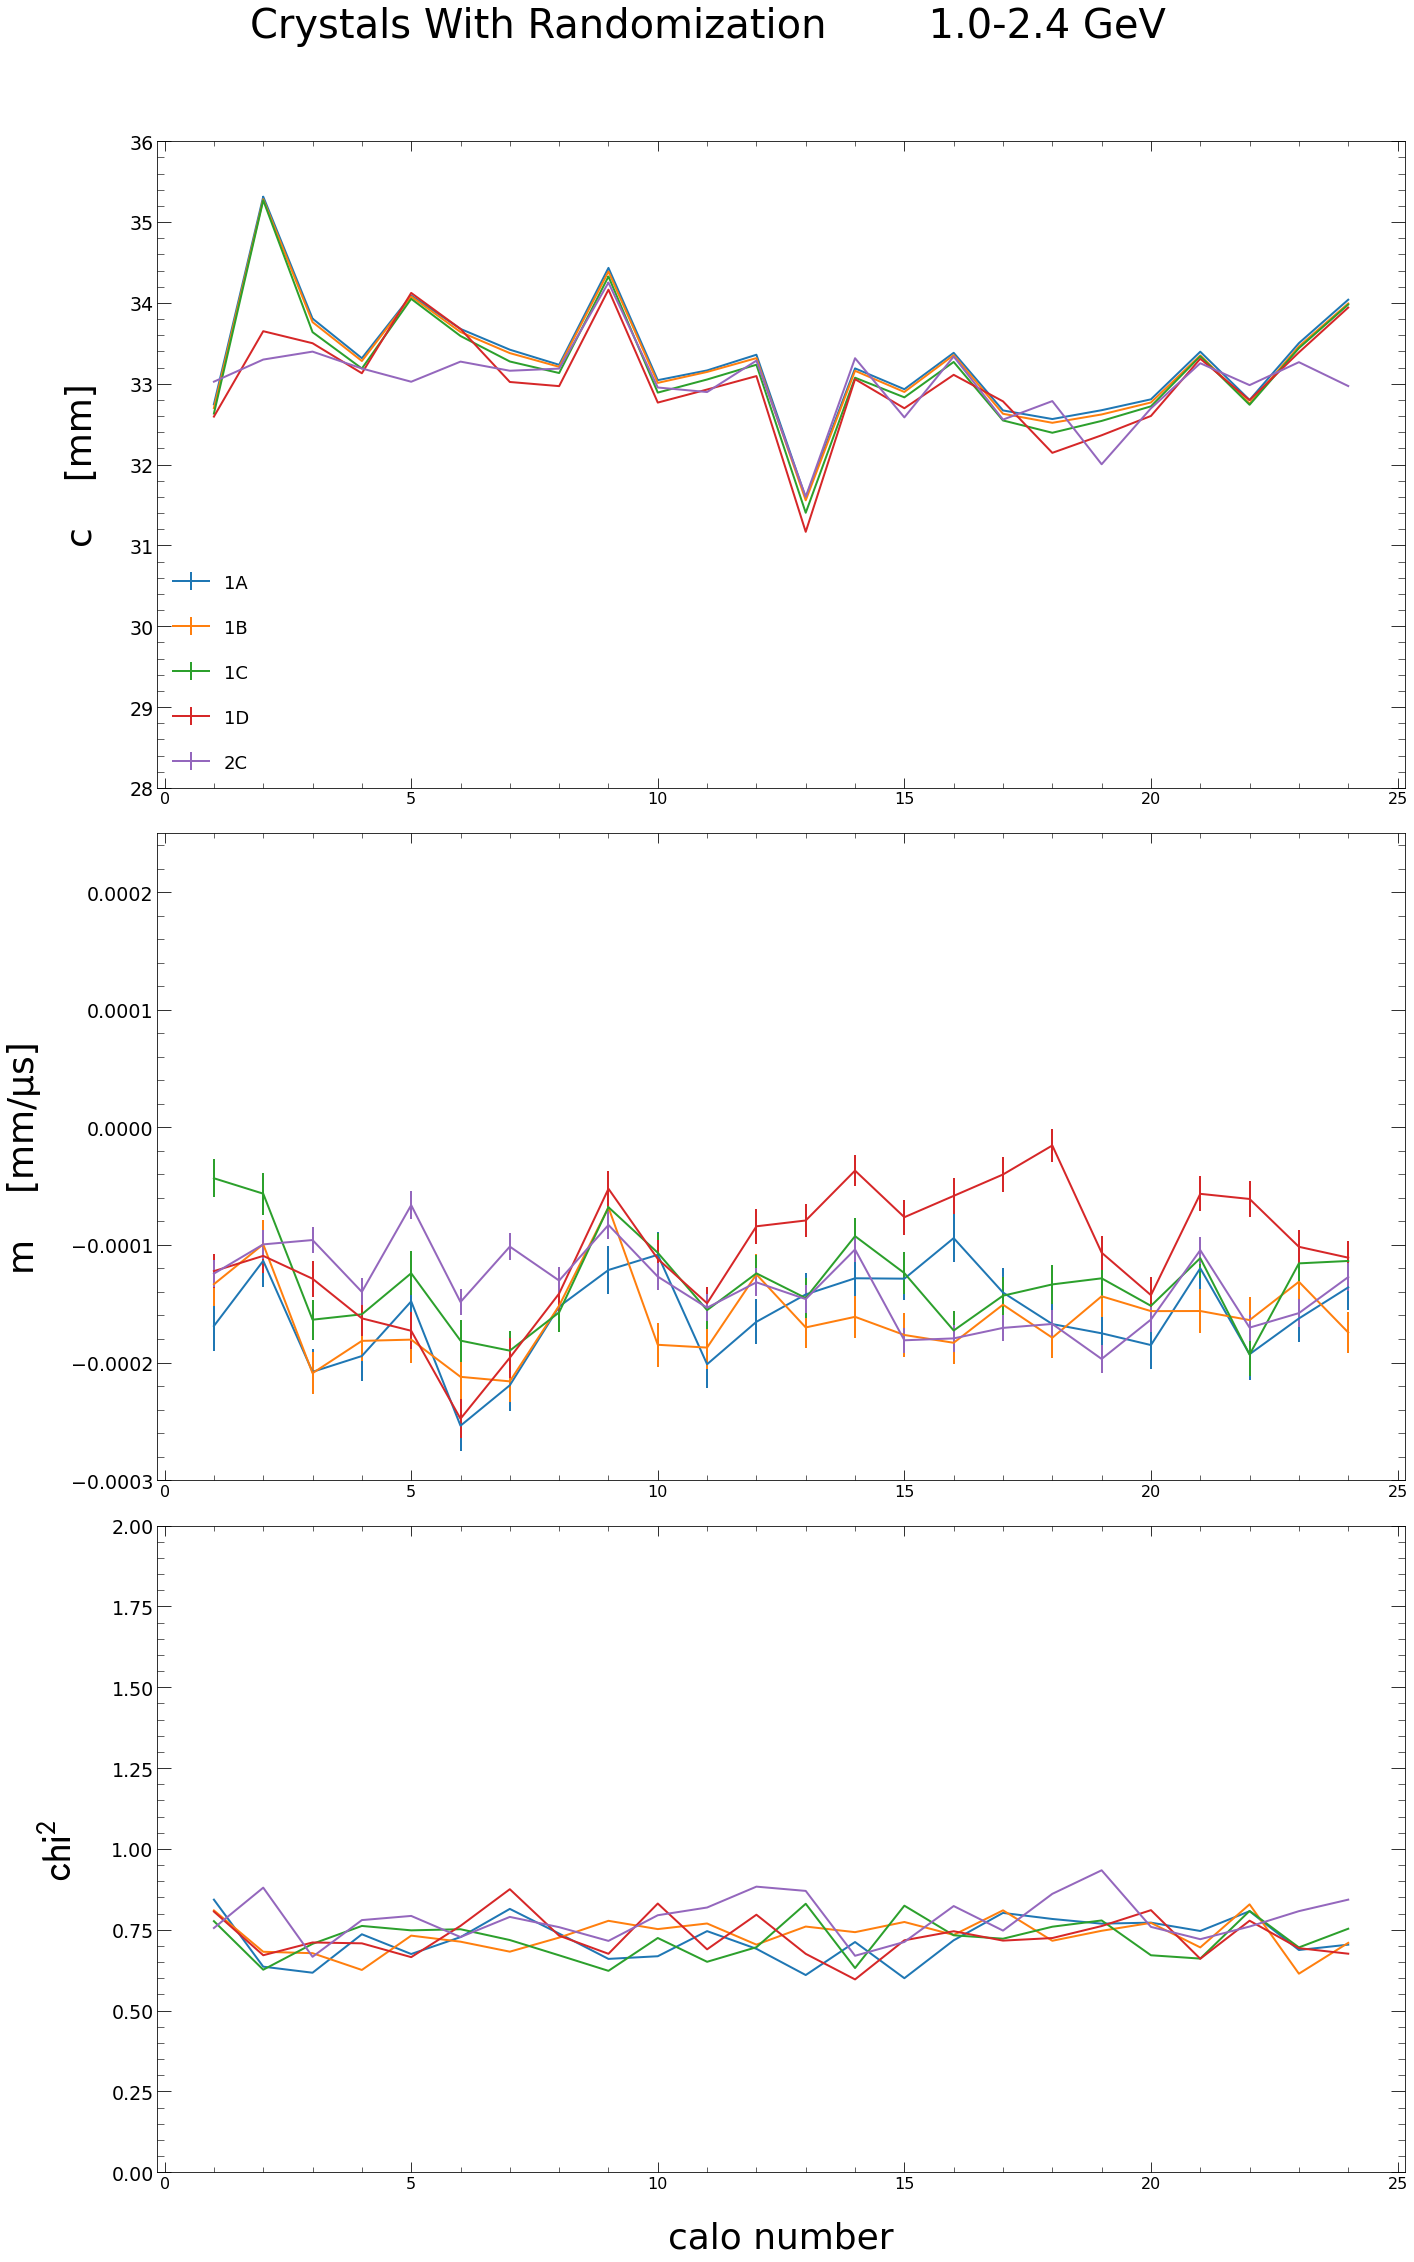 Crystals With Randomization 1.0-2.4 GeV
36
35
34
33
32
31
30
29
28
c [mm]
1A
1B
1C
1D
2C
0 5 10 15 20 25
0.0002
0.0001
0.0000
−0.0001
−0.0002
−0.0003
m [mm/µs]
0 5 10 15 20 25
2.00
1.75
1.50
1.25
1.00
0.75
0.50
0.25
0.00
chi²
0 5 10 15 20 25
calo number